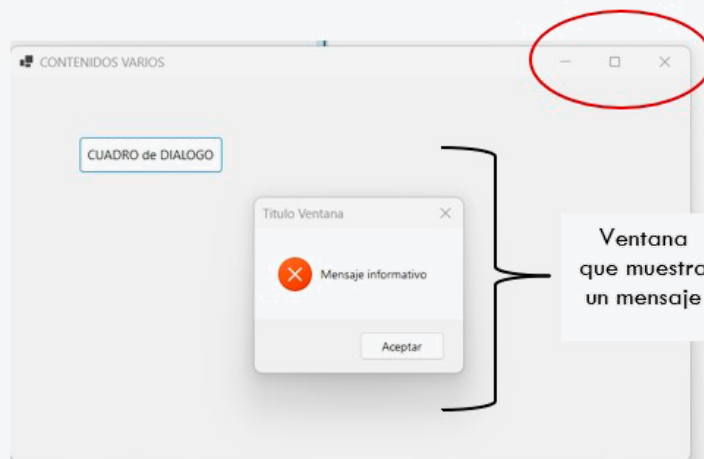 CONTENIDOS VARIOS
CUADRO de DIALOGO
Titulo Ventana
Mensaje informativo
Aceptar
Ventana
que muestra
un mensaje